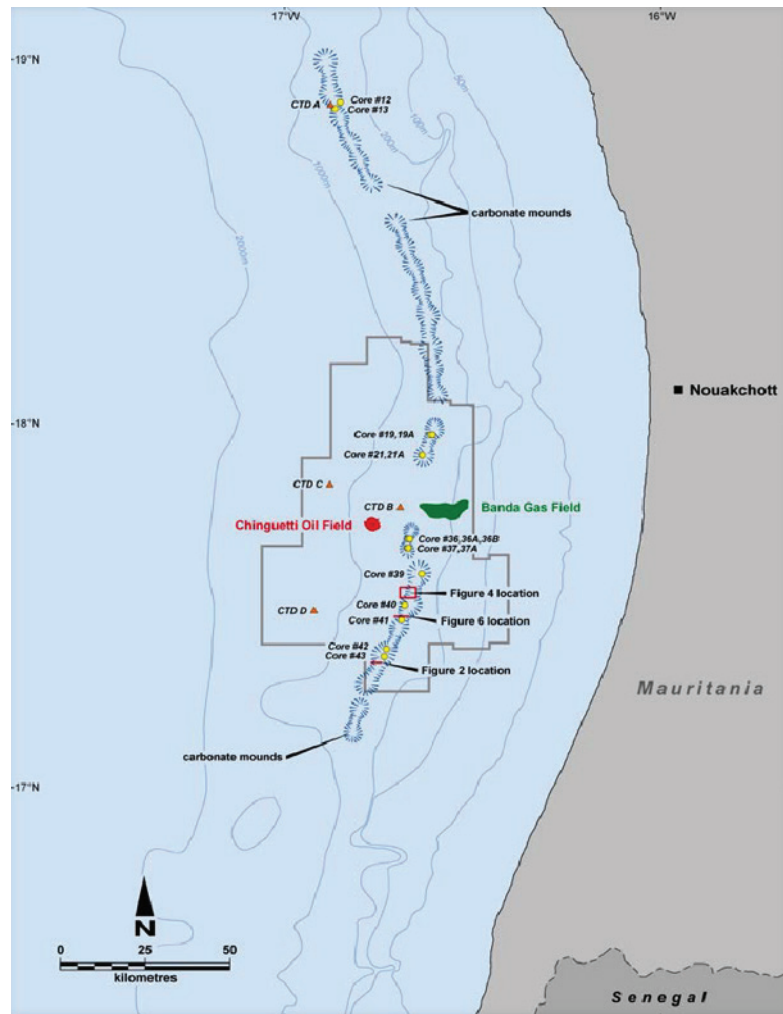 17°W
16°W
19°N
50m
100m
200m
CTD A
Core #12
Core #13
1000m
carbonate mounds
2000m
Nouakchott
18°N
Core #19,19A
Core #21,21A
CTD C
CTD B
Banda Gas Field
Chinguetti Oil Field
Core #36,36A,36B
Core #37,37A
Core #39
Figure 4 location
CTD D
Core #40
Core #41
Figure 6 location
Core #42
Core #43
Figure 2 location
Mauritania
carbonate mounds
17°N
N
0 25 50
kilometres
Senegal